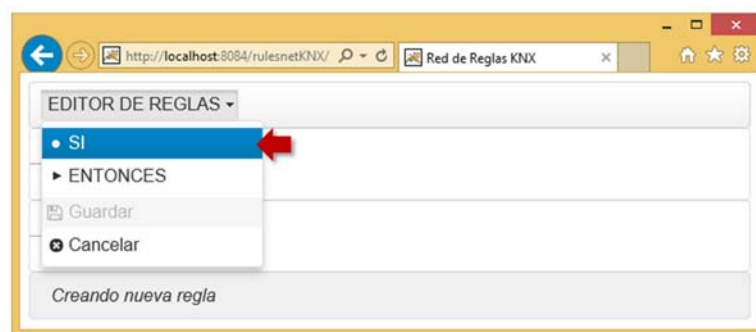 http://localhost:8084/rulesnetKNX/
Red de Reglas KNX
EDITOR DE REGLAS
SI
ENTONCES
Guardar
Cancelar
Creando nueva regla